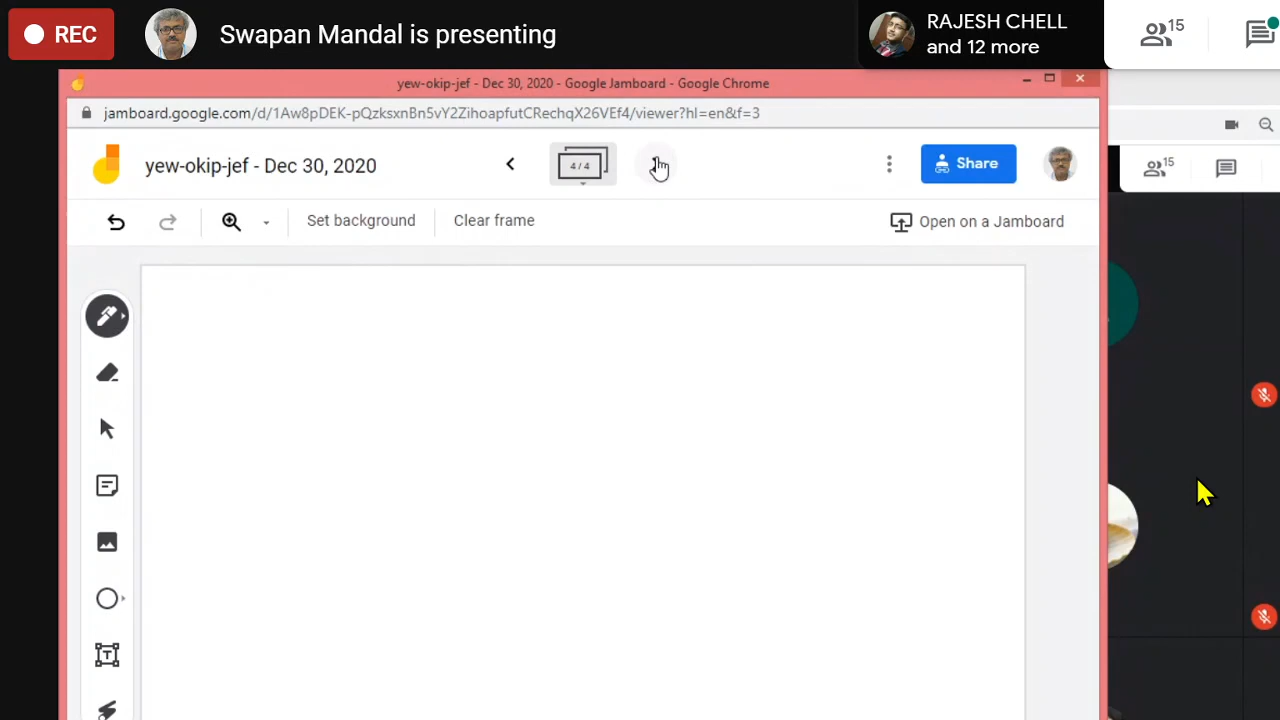 REC
Swapan Mandal is presenting
RAJESH CHELL
and 12 more
15
yew-okip-jef - Dec 30, 2020 - Google Jamboard - Google Chrome
jamboard.google.com/d/1Aw8pDEK-pQzksxnBn5vY2ZihoapfutCRechqX26VEf4/viewer?hl=en&f=3
yew-okip-jef - Dec 30, 2020
4 / 4
Share
15
Set background
Clear frame
Open on a Jamboard
T